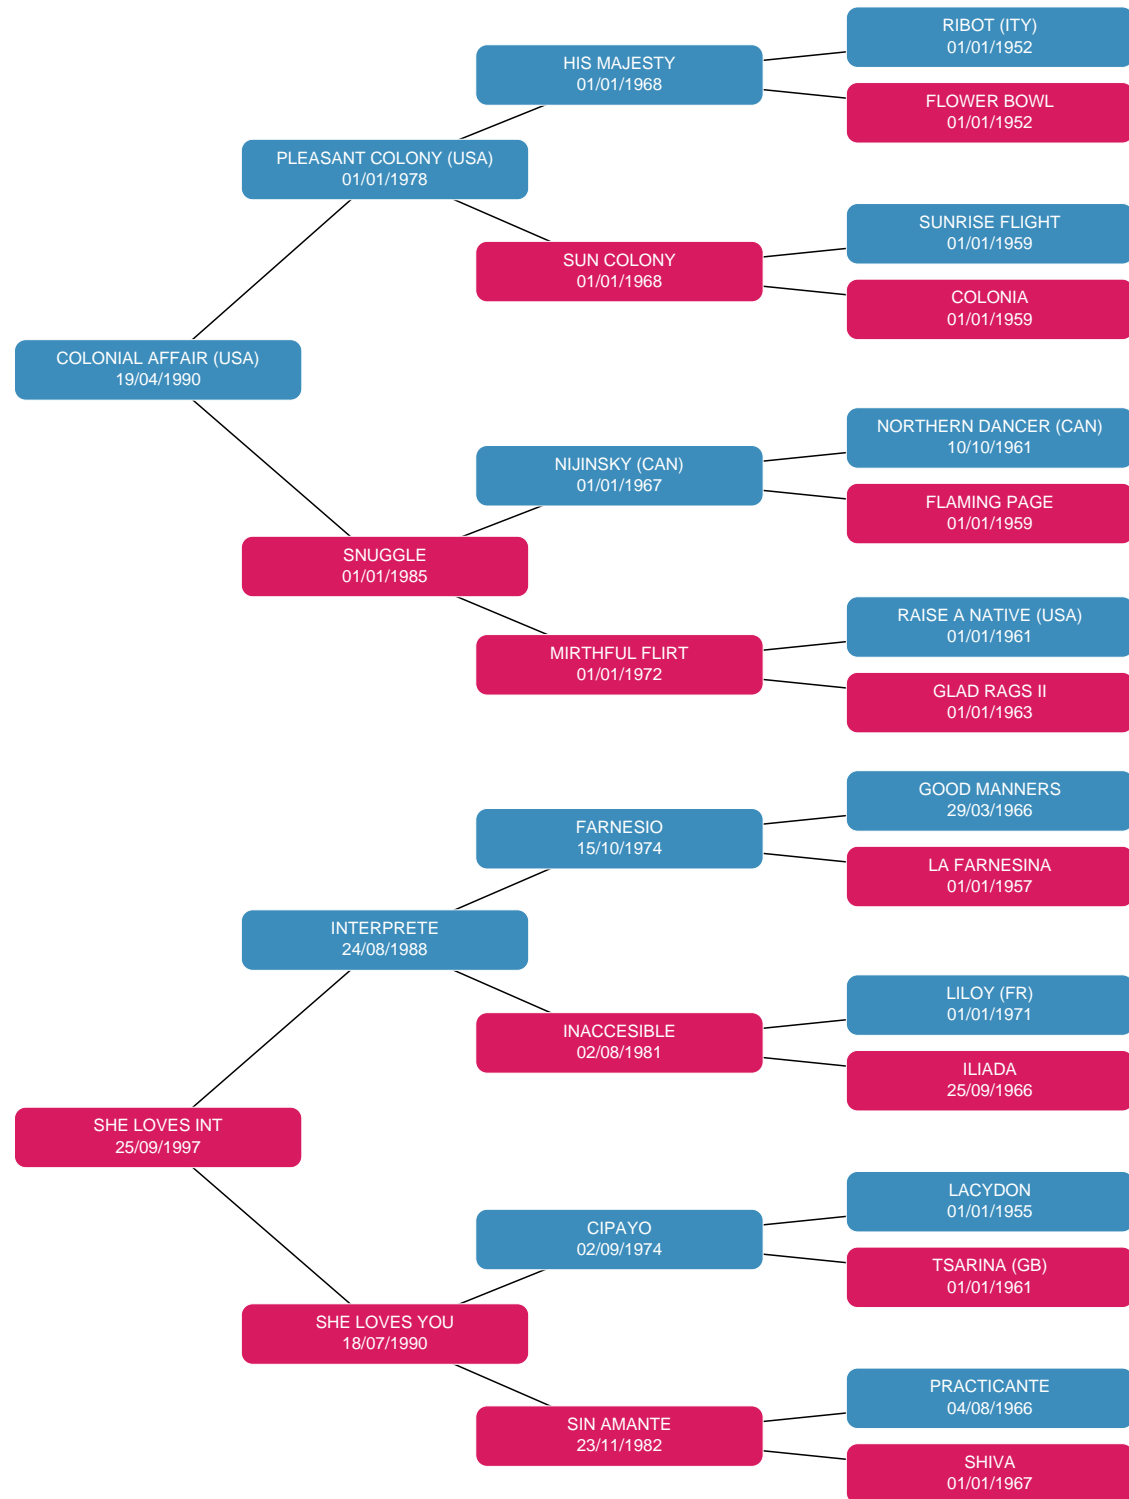 RIBOT (ITY)
01/01/1952
HIS MAJESTY
01/01/1968
FLOWER BOWL
01/01/1952
PLEASANT COLONY (USA)
01/01/1978
SUNRISE FLIGHT
01/01/1959
SUN COLONY
01/01/1968
COLONIA
01/01/1959
COLONIAL AFFAIR (USA)
19/04/1990
NORTHERN DANCER (CAN)
10/10/1961
NIJINSKY (CAN)
01/01/1967
FLAMING PAGE
01/01/1959
SNUGGLE
01/01/1985
RAISE A NATIVE (USA)
01/01/1961
MIRTHFUL FLIRT
01/01/1972
GLAD RAGS II
01/01/1963
GOOD MANNERS
29/03/1966
FARNESIO
15/10/1974
LA FARNESINA
01/01/1957
INTERPRETE
24/08/1988
LILOY (FR)
01/01/1971
INACCESIBLE
02/08/1981
ILIADA
25/09/1966
SHE LOVES INT
25/09/1997
LACYDON
01/01/1955
CIPAYO
02/09/1974
TSARINA (GB)
01/01/1961
SHE LOVES YOU
18/07/1990
PRACTICANTE
04/08/1966
SIN AMANTE
23/11/1982
SHIVA
01/01/1967